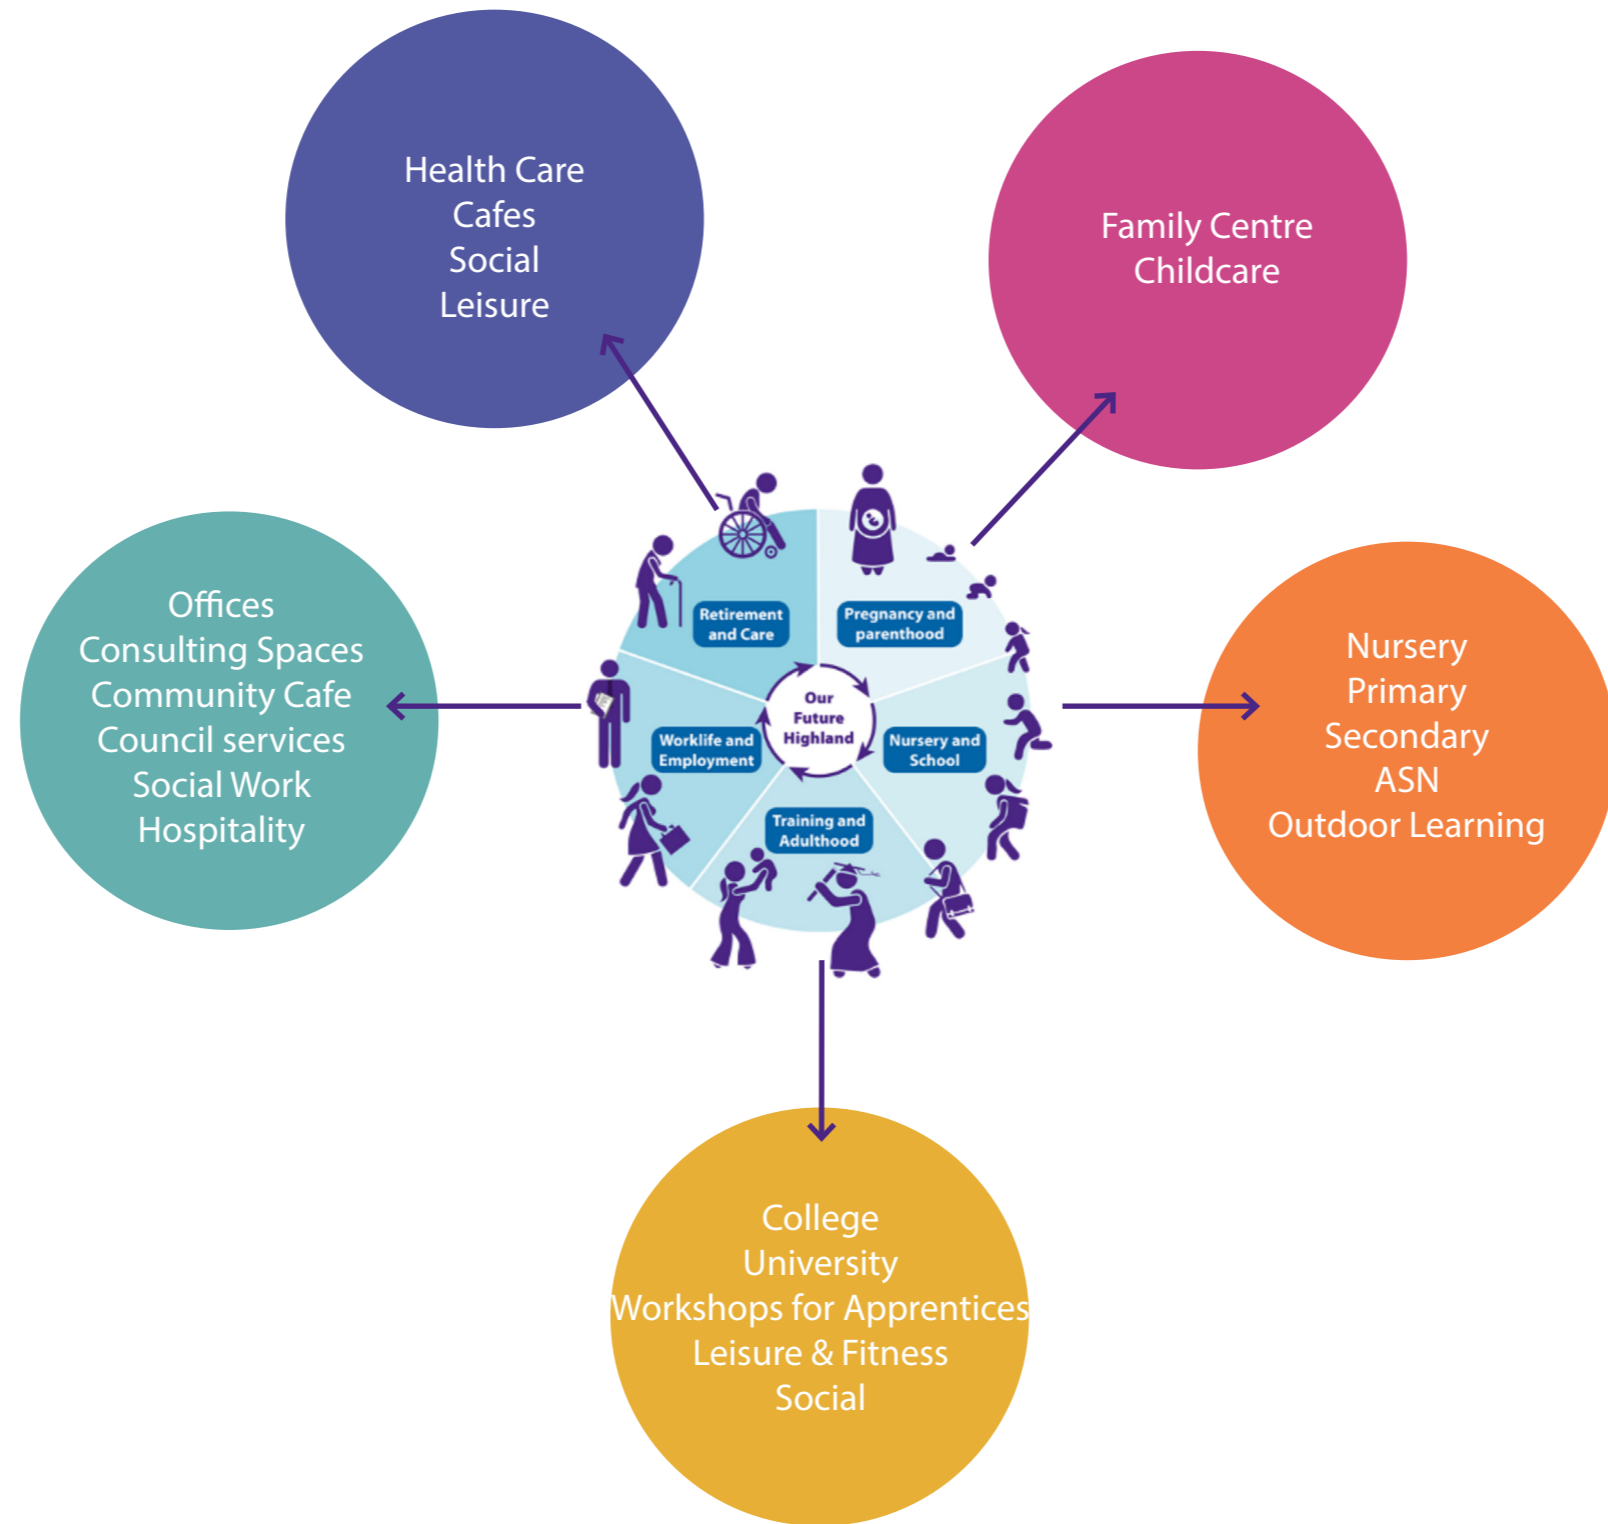 Health Care
Cafes
Social
Leisure
Family Centre
Childcare
Offices
Consulting Spaces
Community Cafe
Council services
Social Work
Hospitality
Retirement
and Care
Pregnancy and
parenthood
Our
Future
Highland
Worklife and
Employment
Nursery and
School
Training and
Adulthood
Nursery
Primary
Secondary
ASN
Outdoor Learning
College
University
Workshops for Apprentices
Leisure & Fitness
Social